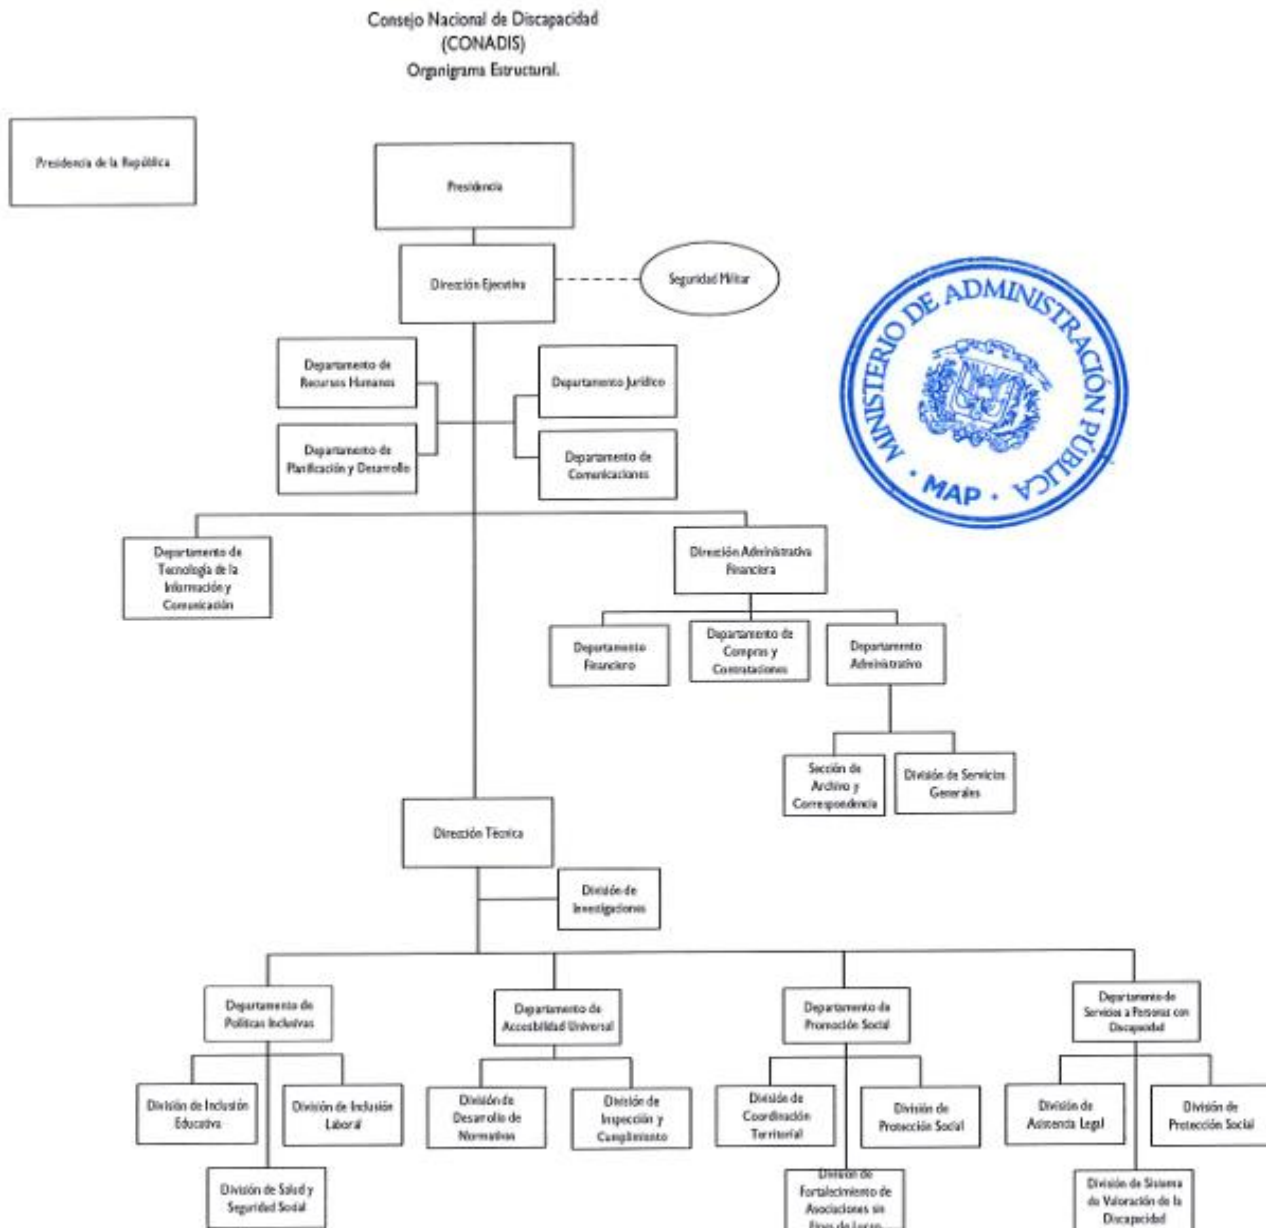 Consejo Nacional de Discapacidad
(CONADIS)
Organigrama Estructural.
Presidencia de la República
Presidencia
Dirección Ejecutiva
Seguridad Militar
MINISTERIO DE ADMINISTRACIÓN PÚBLICA
· MAP ·
Departamento de
Recursos Humanos
Departamento Jurídico
Departamento de
Planificación y Desarrollo
Departamento de
Comunicaciones
Departamento de
Tecnología de la
Información y
Comunicación
Dirección Administrativa
Financiera
Departamento
Financiero
Departamento de
Compras y
Contrataciones
Departamento
Administrativo
Sección de
Archivo y
Correspondencia
División de Servicios
Generales
Dirección Técnica
División de
Investigaciones
Departamento de
Políticas Inclusivas
Departamento de
Accesibilidad Universal
Departamento de
Promoción Social
Departamento de
Servicios a Personas con
Discapacidad
División de Inclusión
Educativa
División de Inclusión
Laboral
División de Salud y
Seguridad Social
División de
Desarrollo de
Normativas
División de
Inspección y
Cumplimiento
División de
Coordinación
Territorial
División de
Protección Social
División de
Fortalecimiento de
Asociaciones sin
Fines de Lucro
División de
Asistencia Legal
División de
Protección Social
División de Sistema
de Valoración de la
Discapacidad